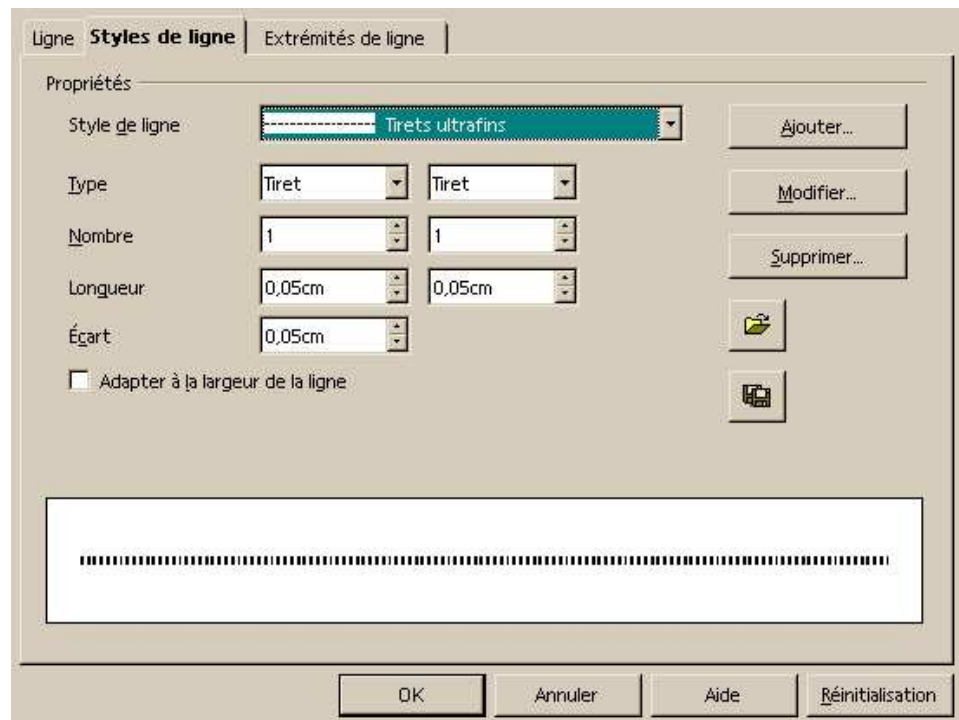 Ligne Styles de ligne Extrémités de ligne
Propriétés
Style de ligne Tirets ultrafins Ajouter...
Type Tiret Tiret Modifier...
Nombre 1 1
Supprimer...
Longueur 0,05cm 0,05cm
Écart 0,05cm
Adapter à la largeur de la ligne
OK Annuler Aide Réinitialisation